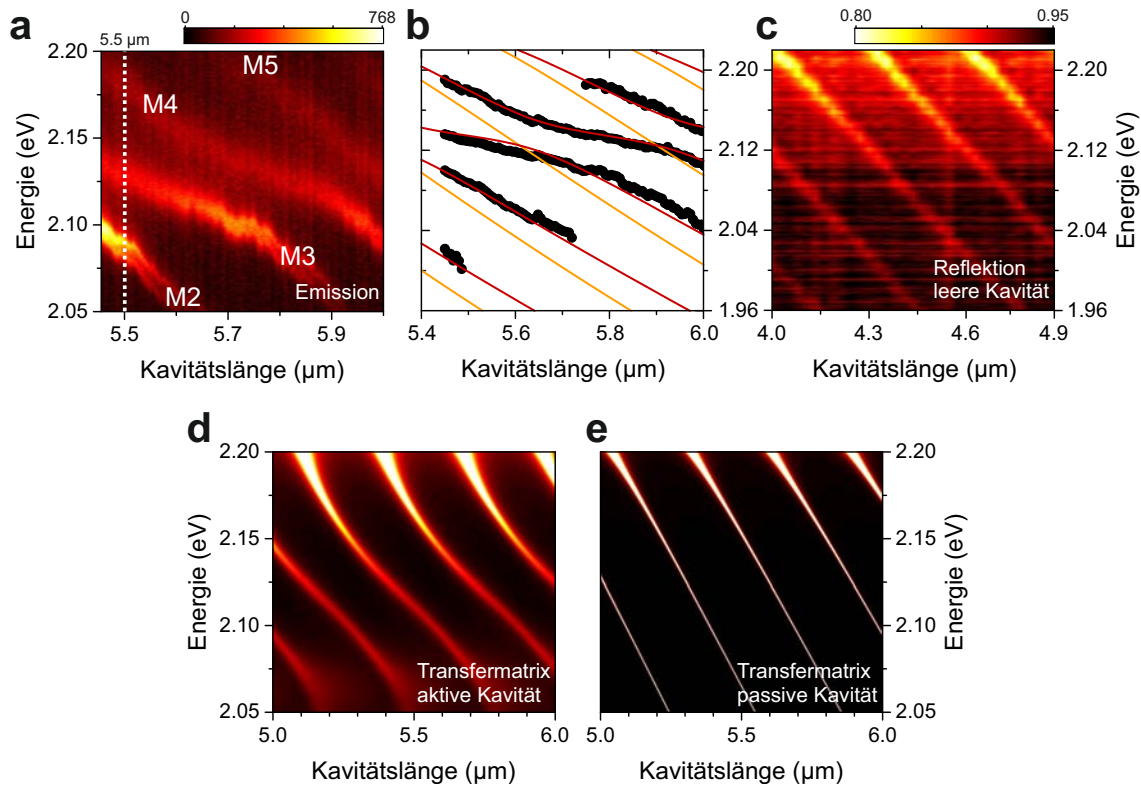 a
0
768
5.5 µm
2.20
2.15
2.10
2.05
Energie (eV)
M5
M4
M3
M2
Emission
5.5
5.7
5.9
Kavitätslänge (µm)
b
2.20
2.12
2.04
1.96
Energie (eV)
5.4
5.6
5.8
6.0
Kavitätslänge (µm)
c
0.80
0.95
Reflektion
leere Kavität
2.20
2.12
2.04
1.96
Energie (eV)
4.0
4.3
4.6
4.9
Kavitätslänge (µm)
d
2.20
2.15
2.10
2.05
Energie (eV)
Transfermatrix
aktive Kavität
5.0
5.5
6.0
Kavitätslänge (µm)
e
Transfermatrix
passive Kavität
2.20
2.15
2.10
2.05
Energie (eV)
5.0
5.5
6.0
Kavitätslänge (µm)